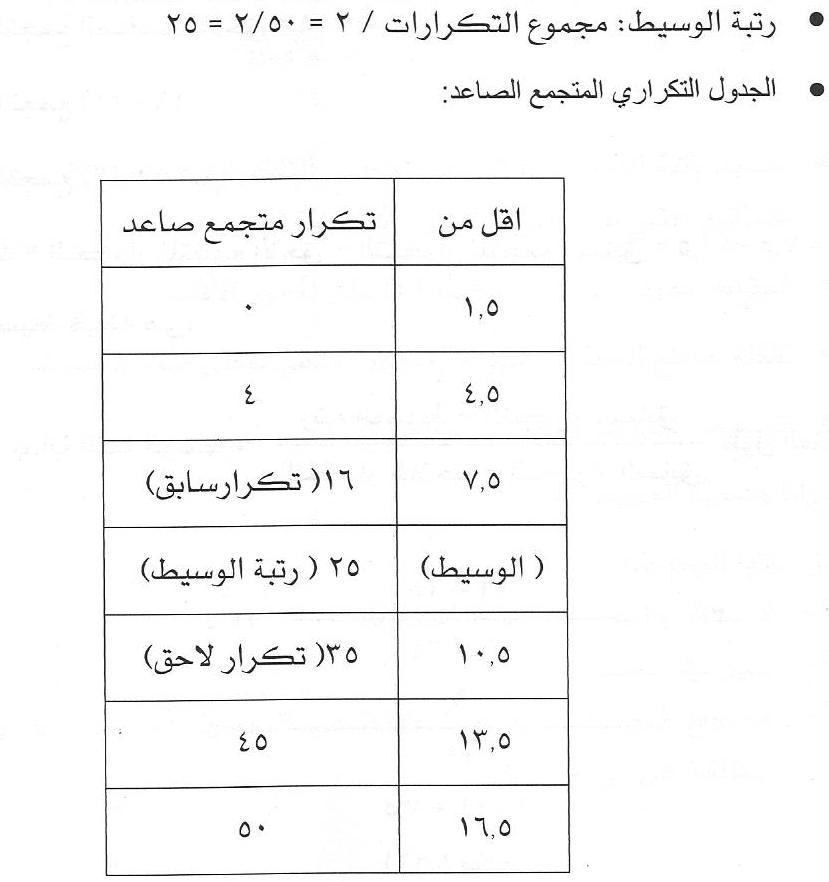 • رتبة الوسيط: مجموع التكرارات / ٢ = ٢/٥٠ = ٢٥
• الجدول التكراري المتجمع الصاعد:
اقل من	تكرار متجمع صاعد
١,٥	٠
٤,٥	٤
٧,٥	١٦( تكرارسابق)
( الوسيط)	٢٥ ( رتبة الوسيط)
١٠,٥	٣٥( تكرار لاحق)
١٣,٥	٤٥
١٦,٥	٥٠